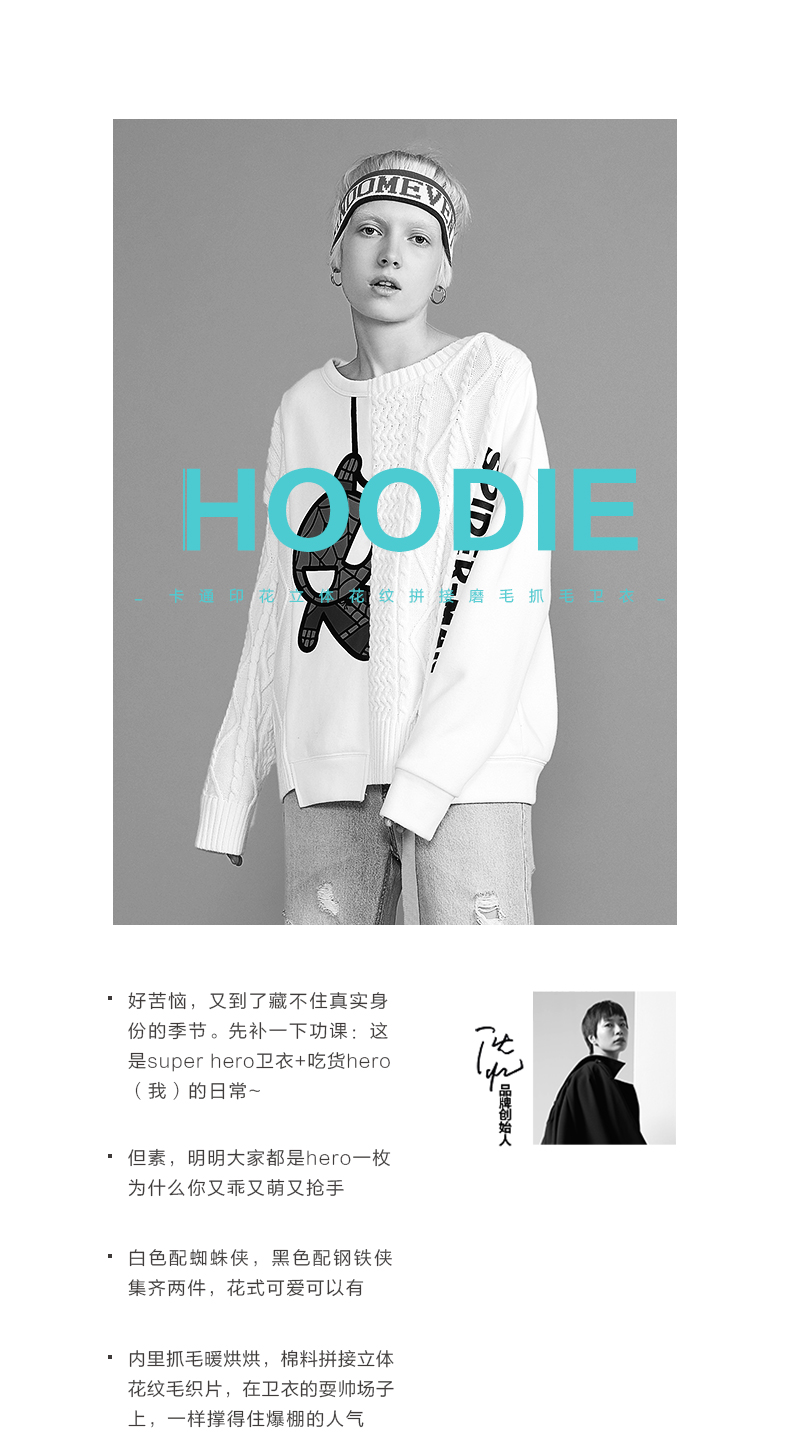 OOMEVE
SPIDER-MAN
HOODIE
- 卡通印花立体花纹拼接磨毛抓毛卫衣 -
好苦恼，又到了藏不住真实身
份的季节。先补一下功课：这
是super hero卫衣+吃货hero
（我）的日常~
但素，明明大家都是hero一枚
为什么你又乖又萌又抢手
白色配蜘蛛侠，黑色配钢铁侠
集齐两件，花式可爱可以有
内里抓毛暖烘烘，棉料拼接立体
花纹毛织片，在卫衣的耍帅场子
上，一样撑得住爆棚的人气
品牌创始人